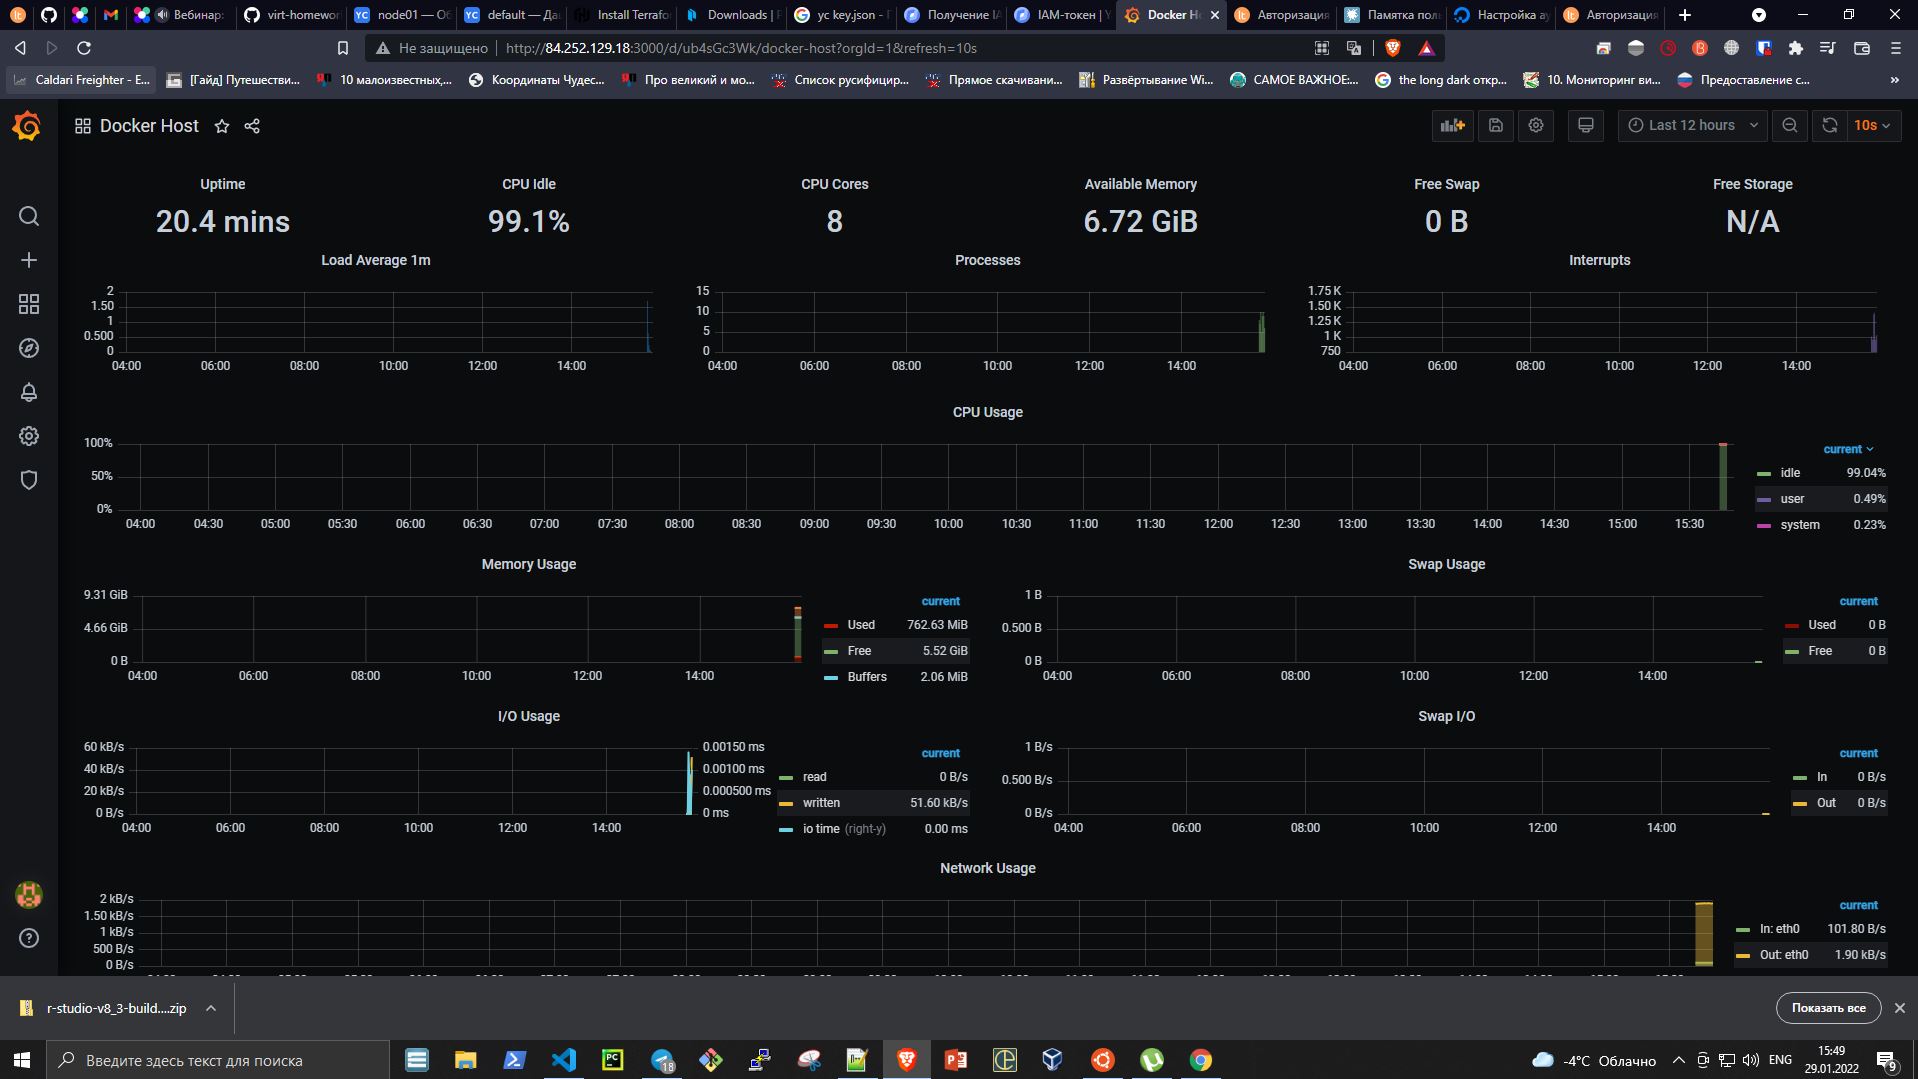 Вебинар:
virt-homewor
node01 — Об
default — Даш
Install Terrafo
Downloads |
yc key.json -
Получение IA
IAM-токен | Y
Docker Ho
Авторизация
Памятка поль
Настройка ау
Авторизация
Не защищено
http://84.252.129.18:3000/d/ub4sGc3Wk/docker-host?orgId=1&refresh=10s
Caldari Freighter - E...
[Гайд] Путешестви...
10 малоизвестных,...
Координаты Чудес...
Про великий и мо...
Список русифицир...
Прямое скачивани...
Развёртывание Wi...
САМОЕ ВАЖНОЕ:...
the long dark откр...
10. Мониторинг ви...
Предоставление с...
»
Docker Host
Last 12 hours
10s
Uptime
20.4 mins
CPU Idle
99.1%
CPU Cores
8
Available Memory
6.72 GiB
Free Swap
0 B
Free Storage
N/A
Load Average 1m
2
1.50
1
0.500
0
04:00 06:00 08:00 10:00 12:00 14:00
Processes
15
10
5
0
04:00 06:00 08:00 10:00 12:00 14:00
Interrupts
1.75 K
1.50 K
1.25 K
1 K
750
04:00 06:00 08:00 10:00 12:00 14:00
CPU Usage
100%
50%
0%
04:00 04:30 05:00 05:30 06:00 06:30 07:00 07:30 08:00 08:30 09:00 09:30 10:00 10:30 11:00 11:30 12:00 12:30 13:00 13:30 14:00 14:30 15:00 15:30
current
idle 99.04%
user 0.49%
system 0.23%
Memory Usage
9.31 GiB
4.66 GiB
0 B
04:00 06:00 08:00 10:00 12:00 14:00
current
Used 762.63 MiB
Free 5.52 GiB
Buffers 2.06 MiB
Swap Usage
1 B
0.500 B
0 B
04:00 06:00 08:00 10:00 12:00 14:00
current
Used 0 B
Free 0 B
I/O Usage
60 kB/s
40 kB/s
20 kB/s
0 B/s
0.00150 ms
0.00100 ms
0.000500 ms
0 ms
04:00 06:00 08:00 10:00 12:00 14:00
current
read 0 B/s
written 51.60 kB/s
io time (right-y) 0.00 ms
Swap I/O
1 B/s
0.500 B/s
0 B/s
04:00 06:00 08:00 10:00 12:00 14:00
current
In 0 B/s
Out 0 B/s
Network Usage
2 kB/s
1.50 kB/s
1 kB/s
500 B/s
0 B/s
current
In: eth0 101.80 B/s
Out: eth0 1.90 kB/s
r-studio-v8_3-build....zip
Показать все
Введите здесь текст для поиска
18
-4°C Облачно
ENG
15:49
29.01.2022
9